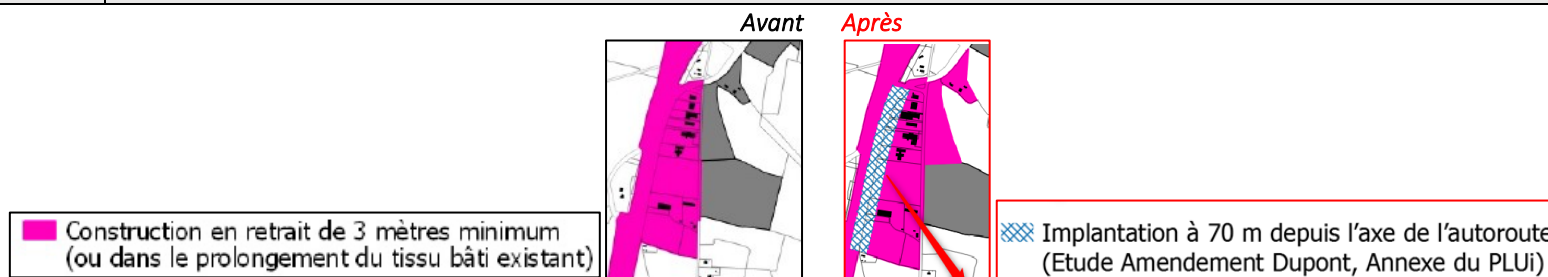 Avant Après
Construction en retrait de 3 mètres minimum
(ou dans le prolongement du tissu bâti existant)
Implantation à 70 m depuis l'axe de l'autoroute
(Etude Amendement Dupont, Annexe du PLUi)